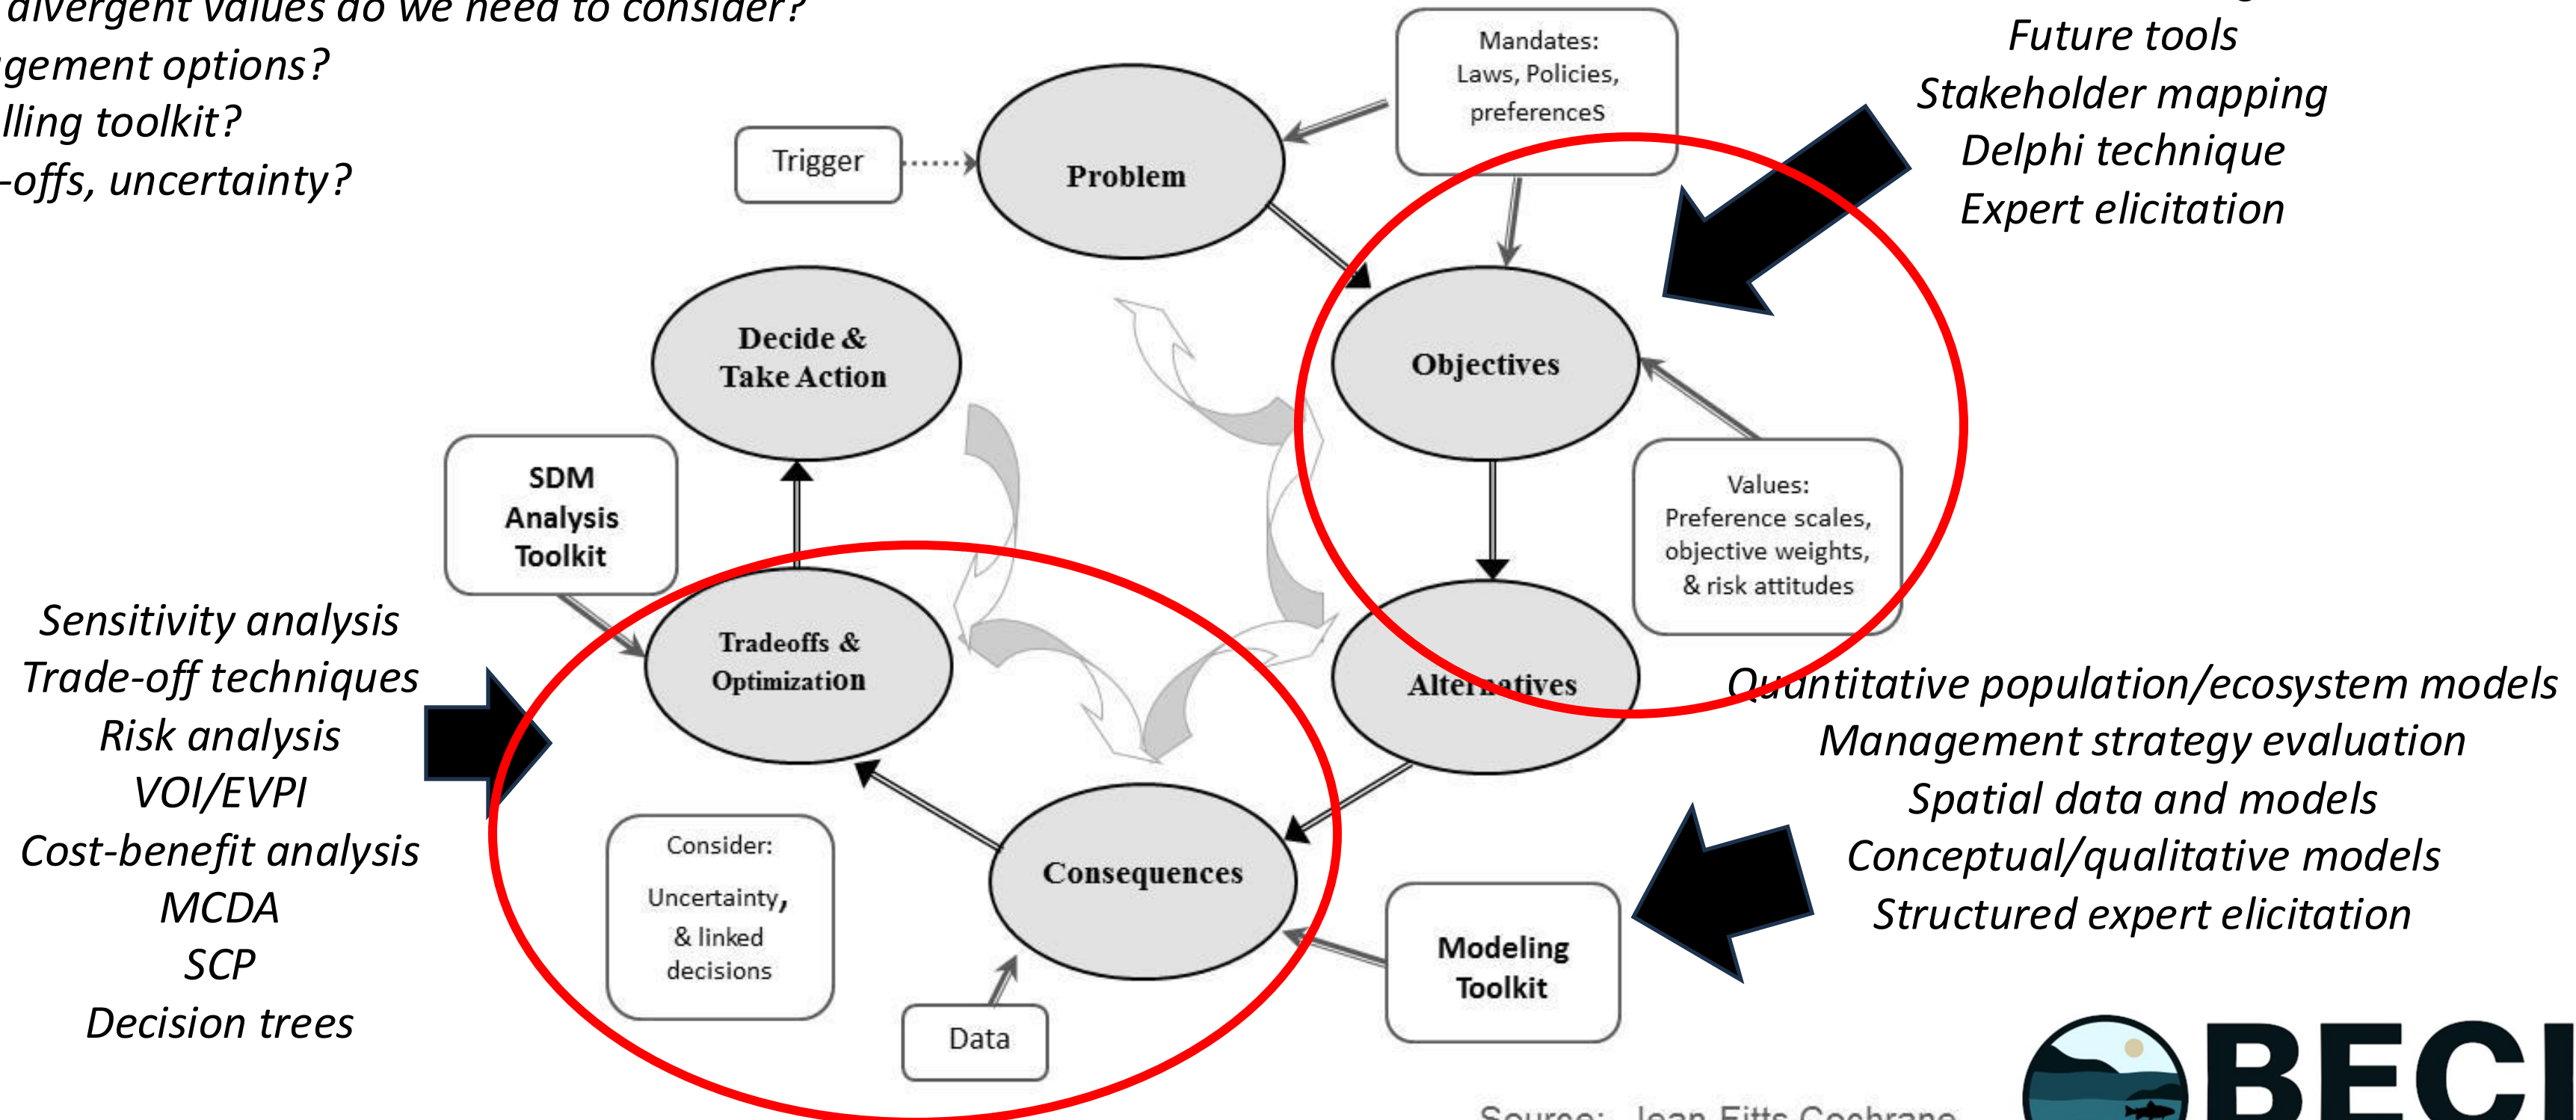 divergent values do we need to consider?
gement options?
lling toolkit?
-offs, uncertainty?
Future tools
Stakeholder mapping
Delphi technique
Expert elicitation
Mandates:
Laws, Policies,
preferences
Trigger
Problem
Decide &
Take Action
Objectives
SDM
Analysis
Toolkit
Values:
Preference scales,
objective weights,
& risk attitudes
Tradeoffs &
Optimization
Alternatives
Sensitivity analysis
Trade-off techniques
Risk analysis
VOI/EVPI
Cost-benefit analysis
MCDA
SCP
Decision trees
Quantitative population/ecosystem models
Management strategy evaluation
Spatial data and models
Conceptual/qualitative models
Structured expert elicitation
Consider:
Uncertainty,
& linked
decisions
Consequences
Modeling
Toolkit
Data
Source: Jean Fitts Cochrane
BECI